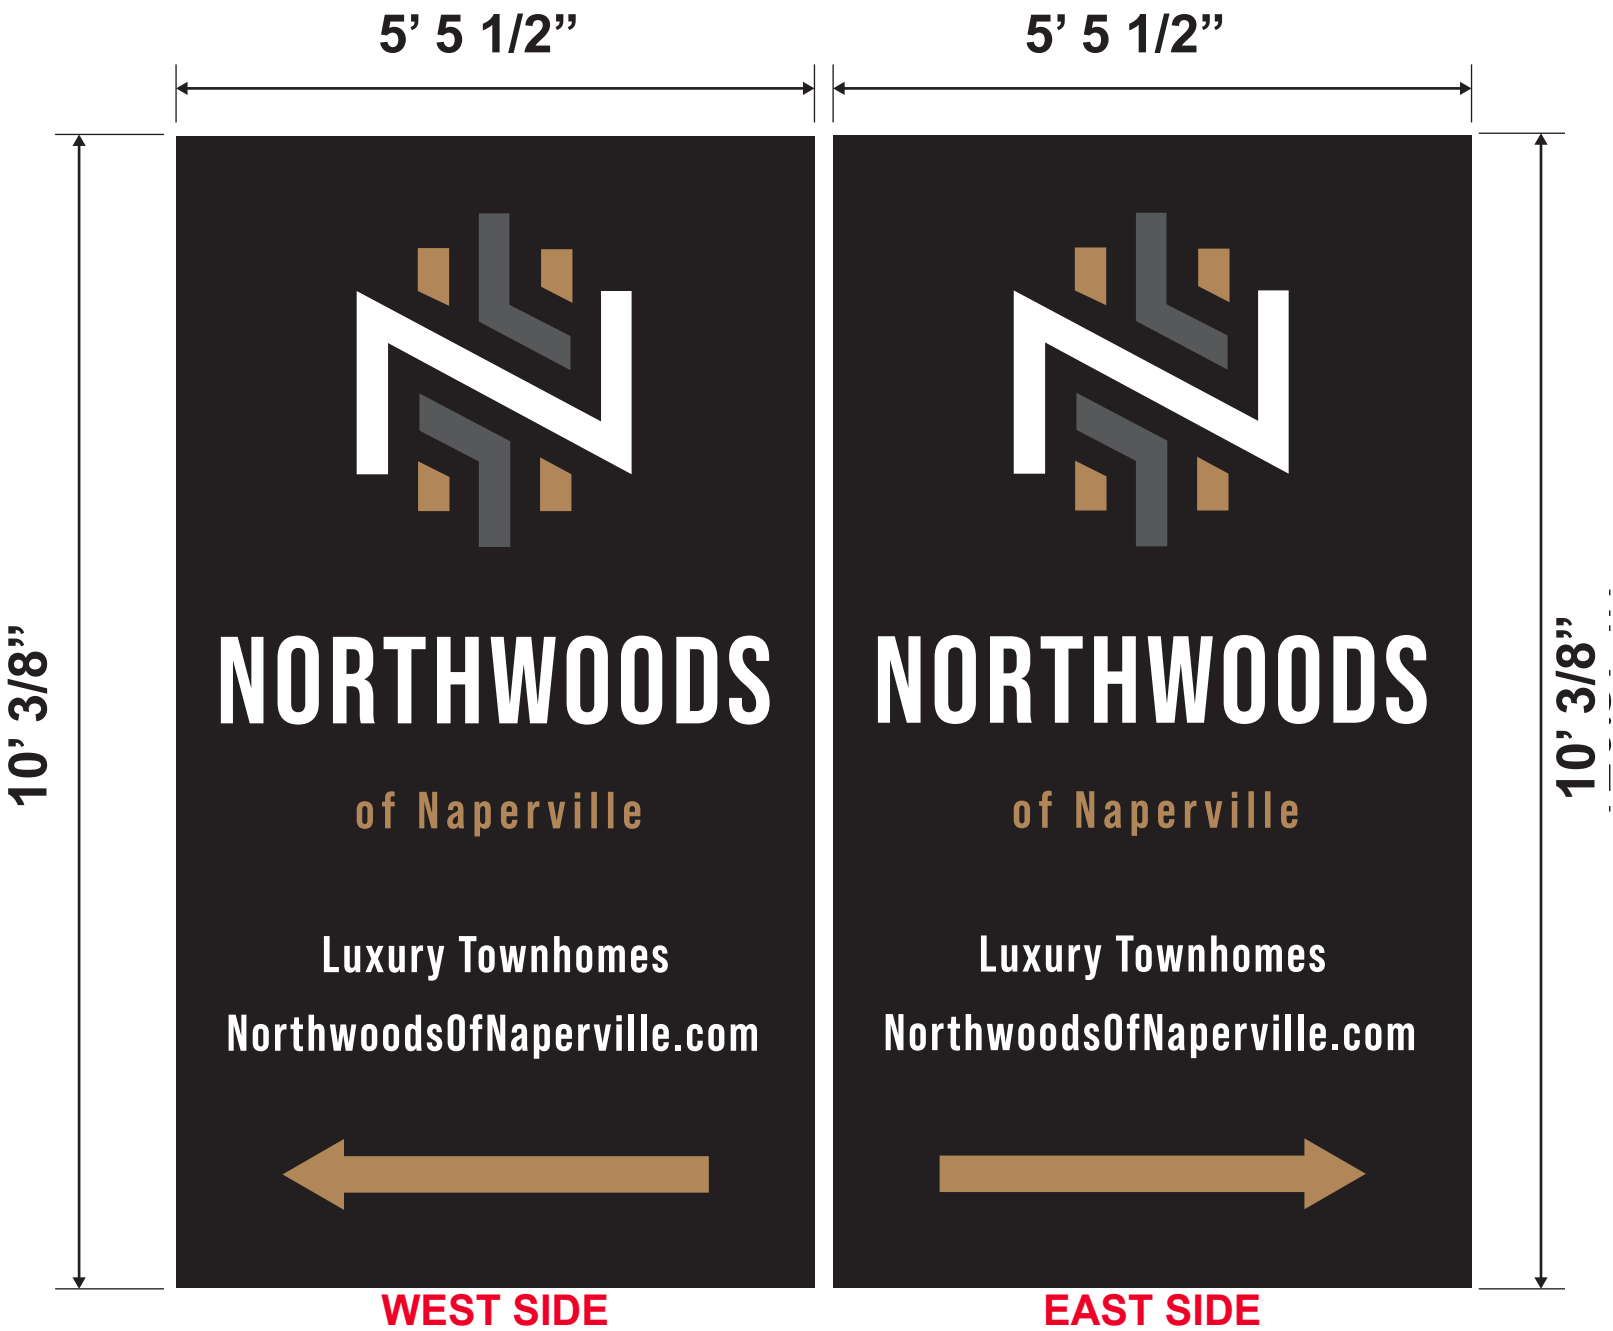 5’ 5 1/2”
5’ 5 1/2”
10’ 3/8”
NORTHWOODS
of Naperville
Luxury Townhomes
NorthwoodsOfNaperville.com
WEST SIDE
NORTHWOODS
of Naperville
Luxury Townhomes
NorthwoodsOfNaperville.com
EAST SIDE
10’ 3/8”